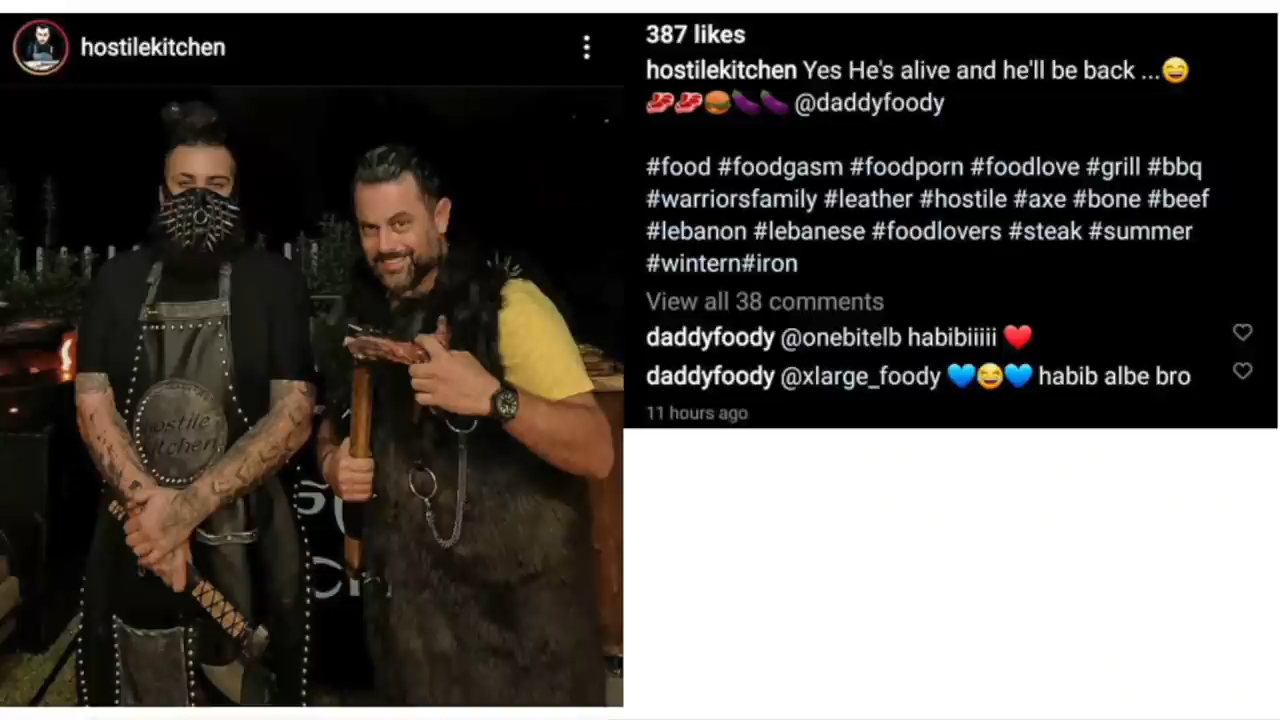 hostilekitchen
hostile
kitchen
387 likes
hostilekitchen Yes He's alive and he'll be back ...😄
🥩🥩🍔🍆🍆 @daddyfoody
#food #foodgasm #foodporn #foodlove #grill #bbq
#warriorsfamily #leather #hostile #axe #bone #beef
#lebanon #lebanese #foodlovers #steak #summer
#wintern#iron
View all 38 comments
daddyfoody @onebitelb habibiiiii ❤️
daddyfoody @xlarge_foody 💙😂💙 habib albe bro
11 hours ago